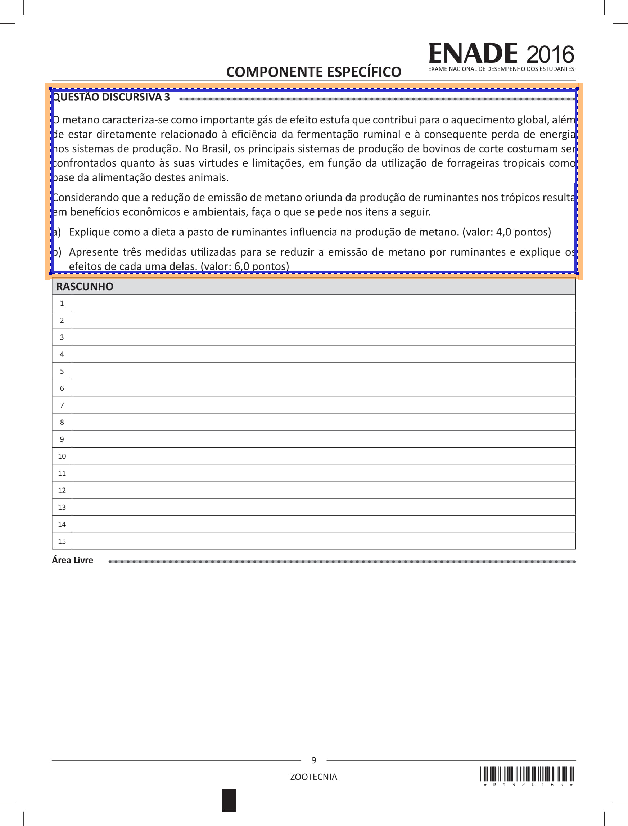 ENADE 2016
EXAME NACIONAL DE DESEMPENHO DOS ESTUDANTES
COMPONENTE ESPECÍFICO
QUESTÃO DISCURSIVA 3
O metano caracteriza-se como importante gás de efeito estufa que contribui para o aquecimento global, além
de estar diretamente relacionado à eficiência da fermentação ruminal e à consequente perda de energia
nos sistemas de produção. No Brasil, os principais sistemas de produção de bovinos de corte costumam ser
confrontados quanto às suas virtudes e limitações, em função da utilização de forrageiras tropicais como
base da alimentação destes animais.
Considerando que a redução de emissão de metano oriunda da produção de ruminantes nos trópicos resulta
em benefícios econômicos e ambientais, faça o que se pede nos itens a seguir.
a) Explique como a dieta a pasto de ruminantes influencia na produção de metano. (valor: 4,0 pontos)
b) Apresente três medidas utilizadas para se reduzir a emissão de metano por ruminantes e explique os
efeitos de cada uma delas. (valor: 6,0 pontos)
RASCUNHO
1
2
3
4
5
6
7
8
9
10
11
12
13
14
15
Área Livre
9
ZOOTECNIA